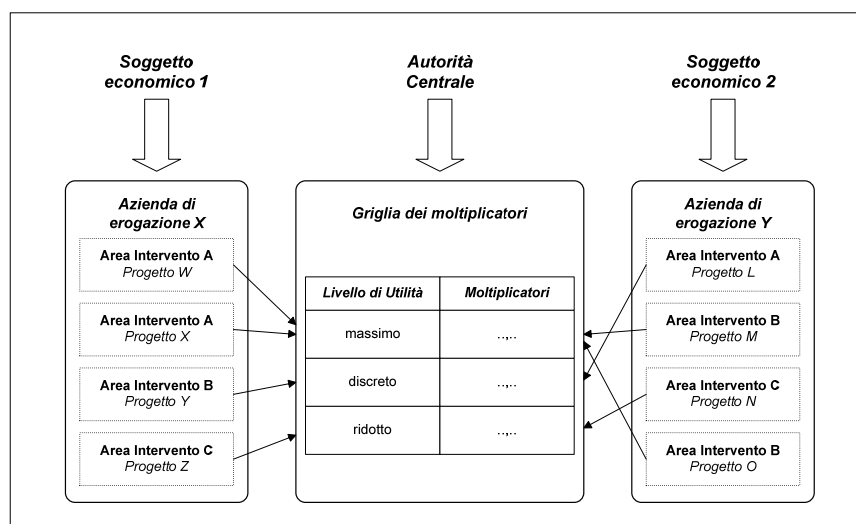 Soggetto
economico 1
Autorità
Centrale
Soggetto
economico 2
Azienda di
erogazione X
Area Intervento A
Progetto W
Area Intervento A
Progetto X
Area Intervento B
Progetto Y
Area Intervento C
Progetto Z
Griglia dei moltiplicatori
Livello di Utilità Moltiplicatori
massimo ..,..
discreto ..,..
ridotto ..,..
Azienda di
erogazione Y
Area Intervento A
Progetto L
Area Intervento B
Progetto M
Area Intervento C
Progetto N
Area Intervento B
Progetto O